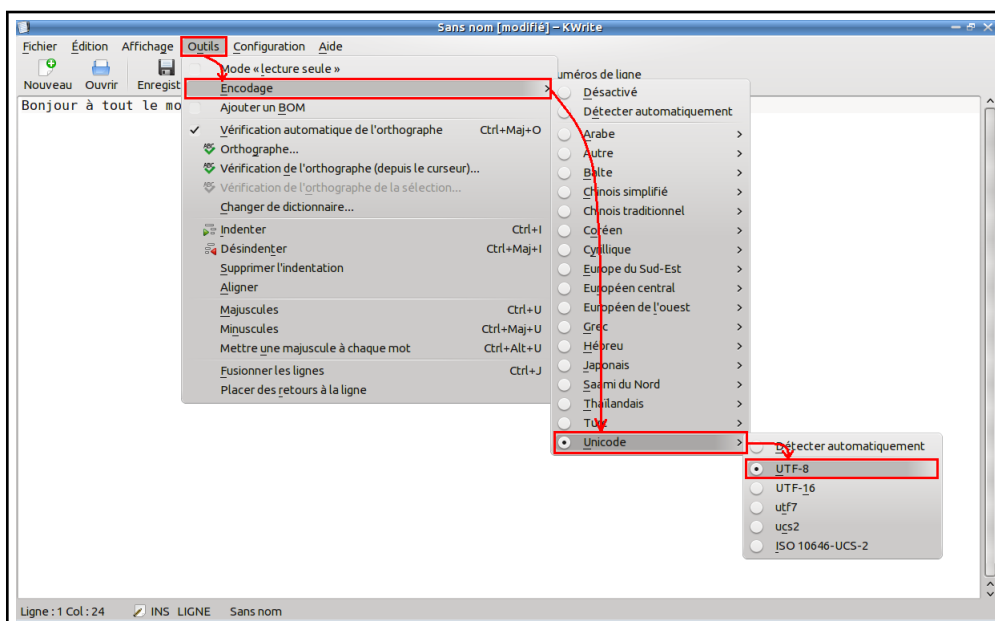 Sans nom [modifié] – KWrite
Fichier Édition Affichage Outils Configuration Aide
Nouveau Ouvrir Enregist
uméros de ligne
Bonjour à tout le mo
Mode « lecture seule »
Encodage >
Ajouter un BOM
✓ Vérification automatique de l'orthographe Ctrl+Maj+O
Orthographe...
Vérification de l'orthographe (depuis le curseur)...
Vérification de l'orthographe de la sélection...
Changer de dictionnaire...
Indenter Ctrl+I
Désindenter Ctrl+Maj+I
Supprimer l'indentation
Aligner
Majuscules Ctrl+U
Minuscules Ctrl+Maj+U
Mettre une majuscule à chaque mot Ctrl+Alt+U
Fusionner les lignes Ctrl+J
Placer des retours à la ligne
Désactivé
Détecter automatiquement
Arabe >
Autre >
Balte >
Chinois simplifié >
Chinois traditionnel >
Coréen >
Cyrillique >
Europe du Sud-Est >
Européen central >
Européen de l'ouest >
Grec >
Hébreu >
Japonais >
Saami du Nord >
Thaïlandais >
Turc >
Unicode >
Détecter automatiquement
UTF-8
UTF-16
utf7
ucs2
ISO 10646-UCS-2
Ligne : 1 Col : 24 INS LIGNE Sans nom